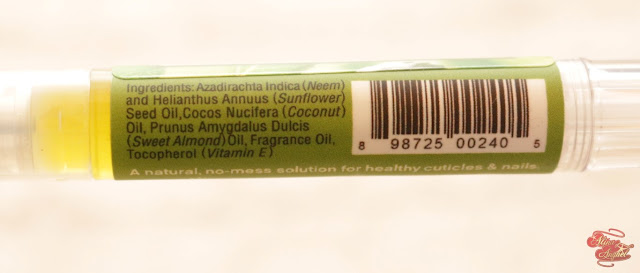 Ingredients: Azadirachta Indica (Neem)
and Helianthus Annuus (Sunflower)
Seed Oil,Cocos Nucifera (Coconut)
Oil, Prunus Amygdalus Dulcis
(Sweet Almond)Oil, Fragrance Oil,
Tocopherol (Vitamin E)
8 98725 00240 5
A natural, no-mess solution for healthy cuticles & nails.